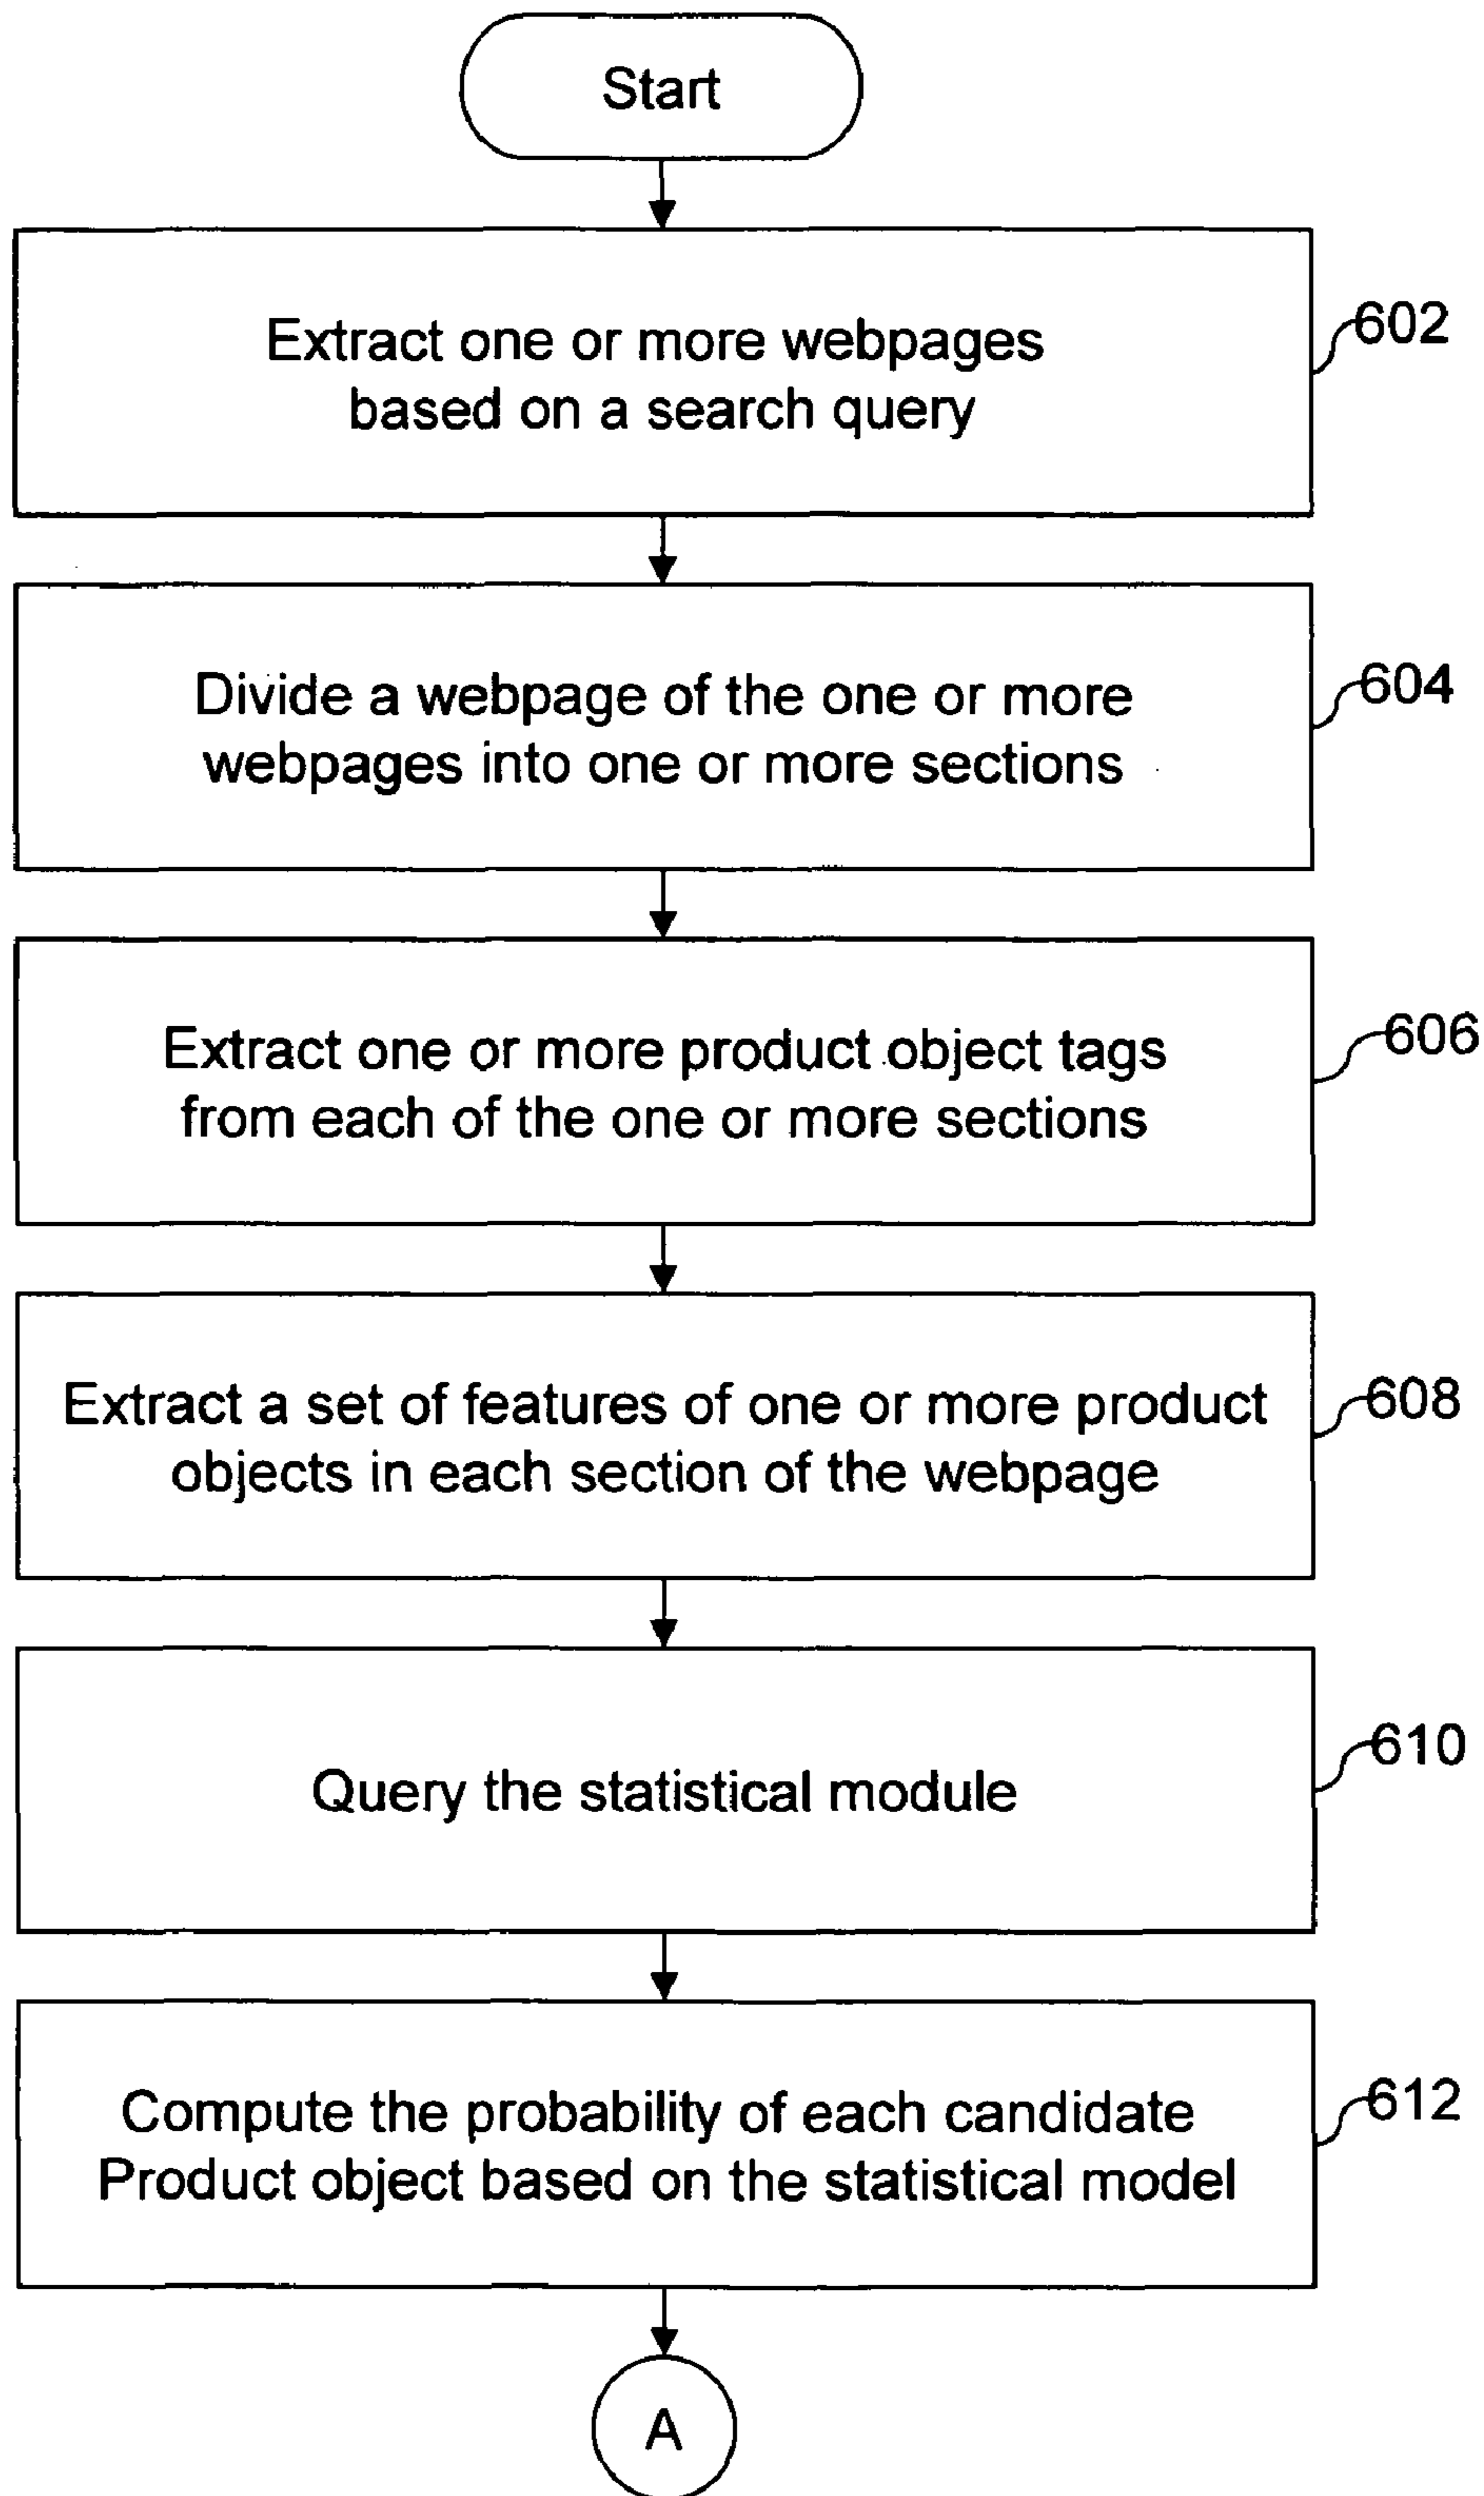 Start
Extract one or more webpages
based on a search query
602
Divide a webpage of the one or more
webpages into one or more sections
604
Extract one or more product object tags
from each of the one or more sections
606
Extract a set of features of one or more product
objects in each section of the webpage
608
Query the statistical module
610
Compute the probability of each candidate
Product object based on the statistical model
612
A